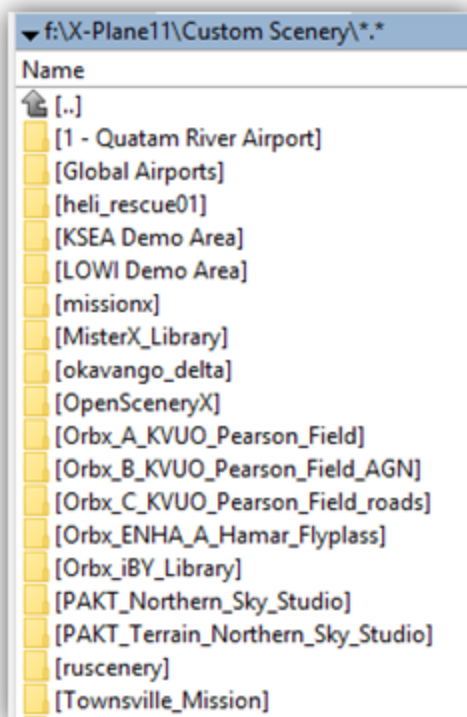 f:\X-Plane11\Custom Scenery\*.*
Name
[..]
[1 - Quatam River Airport]
[Global Airports]
[heli_rescue01]
[KSEA Demo Area]
[LOWI Demo Area]
[missionx]
[MisterX_Library]
[okavango_delta]
[OpenSceneryX]
[Orbx_A_KVUO_Pearson_Field]
[Orbx_B_KVUO_Pearson_Field_AGN]
[Orbx_C_KVUO_Pearson_Field_roads]
[Orbx_ENHA_A_Hamar_Flyplass]
[Orbx_iBY_Library]
[PAKT_Northern_Sky_Studio]
[PAKT_Terrain_Northern_Sky_Studio]
[ruscenery]
[Townsville_Mission]